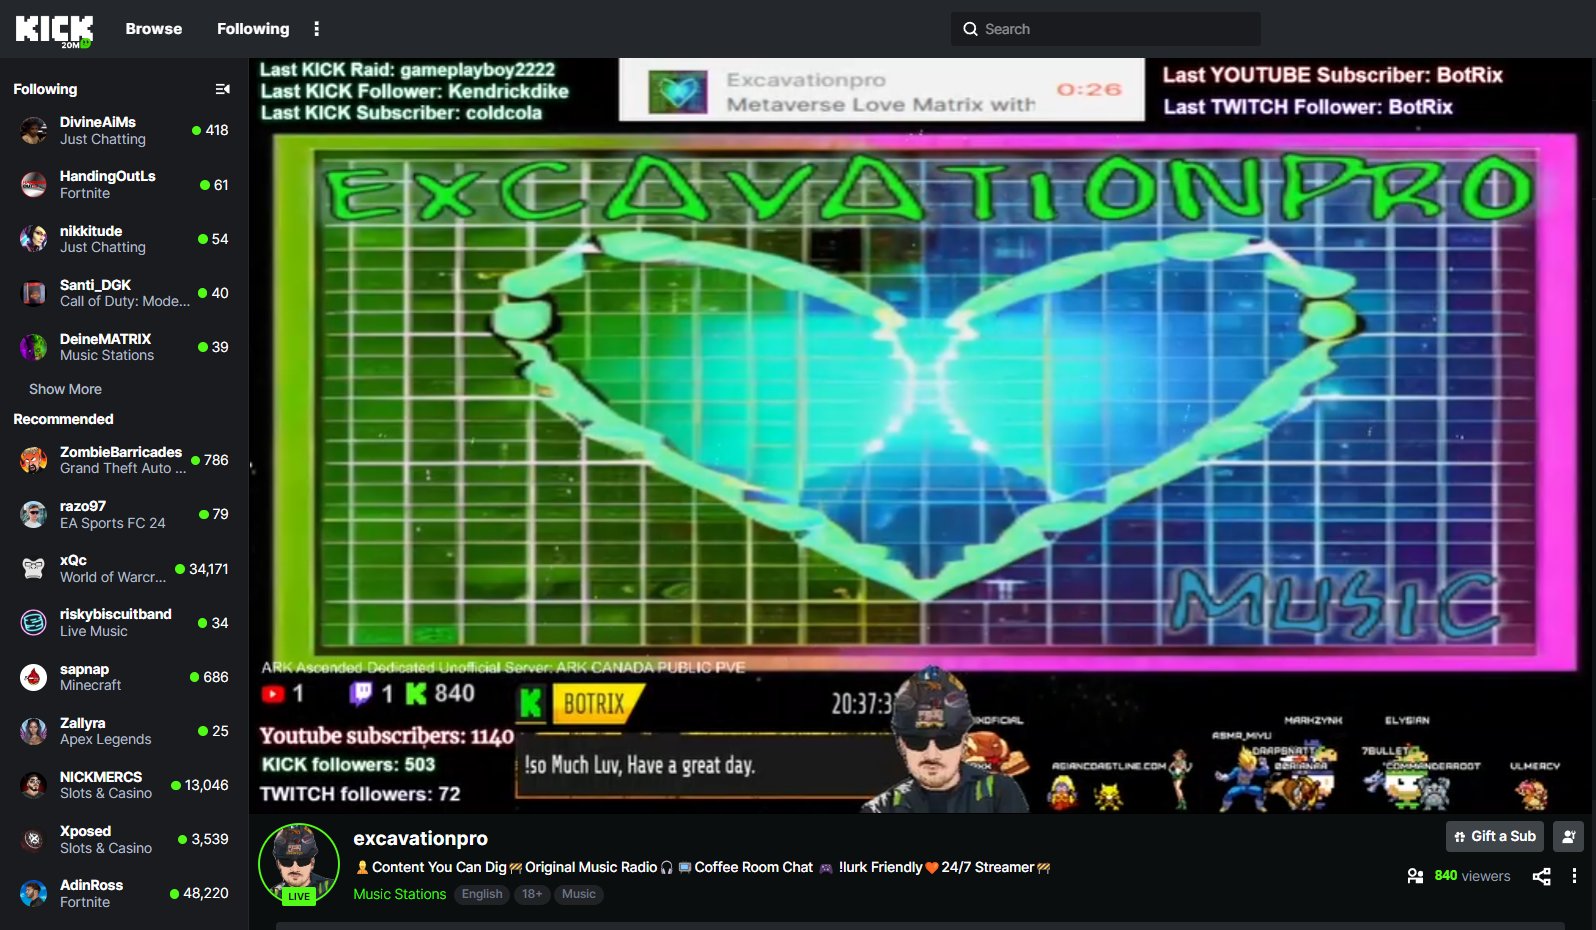 KICK
20M
Browse
Following
Search
Following
DivineAiMs
Just Chatting
418
HandingOutLs
Fortnite
61
nikkitude
Just Chatting
54
Santi_DGK
Call of Duty: Mode...
40
DeineMATRIX
Music Stations
39
Show More
Recommended
ZombieBarricades
Grand Theft Auto ...
786
razo97
EA Sports FC 24
79
xQc
World of Warcr...
34,171
riskybiscuitband
Live Music
34
sapnap
Minecraft
686
Zallyra
Apex Legends
25
NICKMERCS
Slots & Casino
13,046
Xposed
Slots & Casino
3,539
AdinRoss
Fortnite
48,220
Last KICK Raid: gameplayboy2222
Last KICK Follower: Kendrickdike
Last KICK Subscriber: coldcola
Excavationpro
Metaverse Love Matrix with
0:26
Last YOUTUBE Subscriber: BotRix
Last TWITCH Follower: BotRix
EXCAVATIONPRO
MUSIC
ARK Ascended Dedicated Unofficial Server: ARK CANADA PUBLIC PVE
1 1 K 840
K BOTRIX
20:37:3
Youtube subscribers: 1140
KICK followers: 503
TWITCH followers: 72
!so Much Luv, Have a great day.
MARKZYNK
ELYSIAN
ASMR_MIYU
7BULLET
ASIANCOASTLINE.COM
COMMANDERROOT
ULMERCY
LIVE
excavationpro
Content You Can Dig Original Music Radio Coffee Room Chat !lurk Friendly 24/7 Streamer
Music Stations English 18+ Music
Gift a Sub
840 viewers